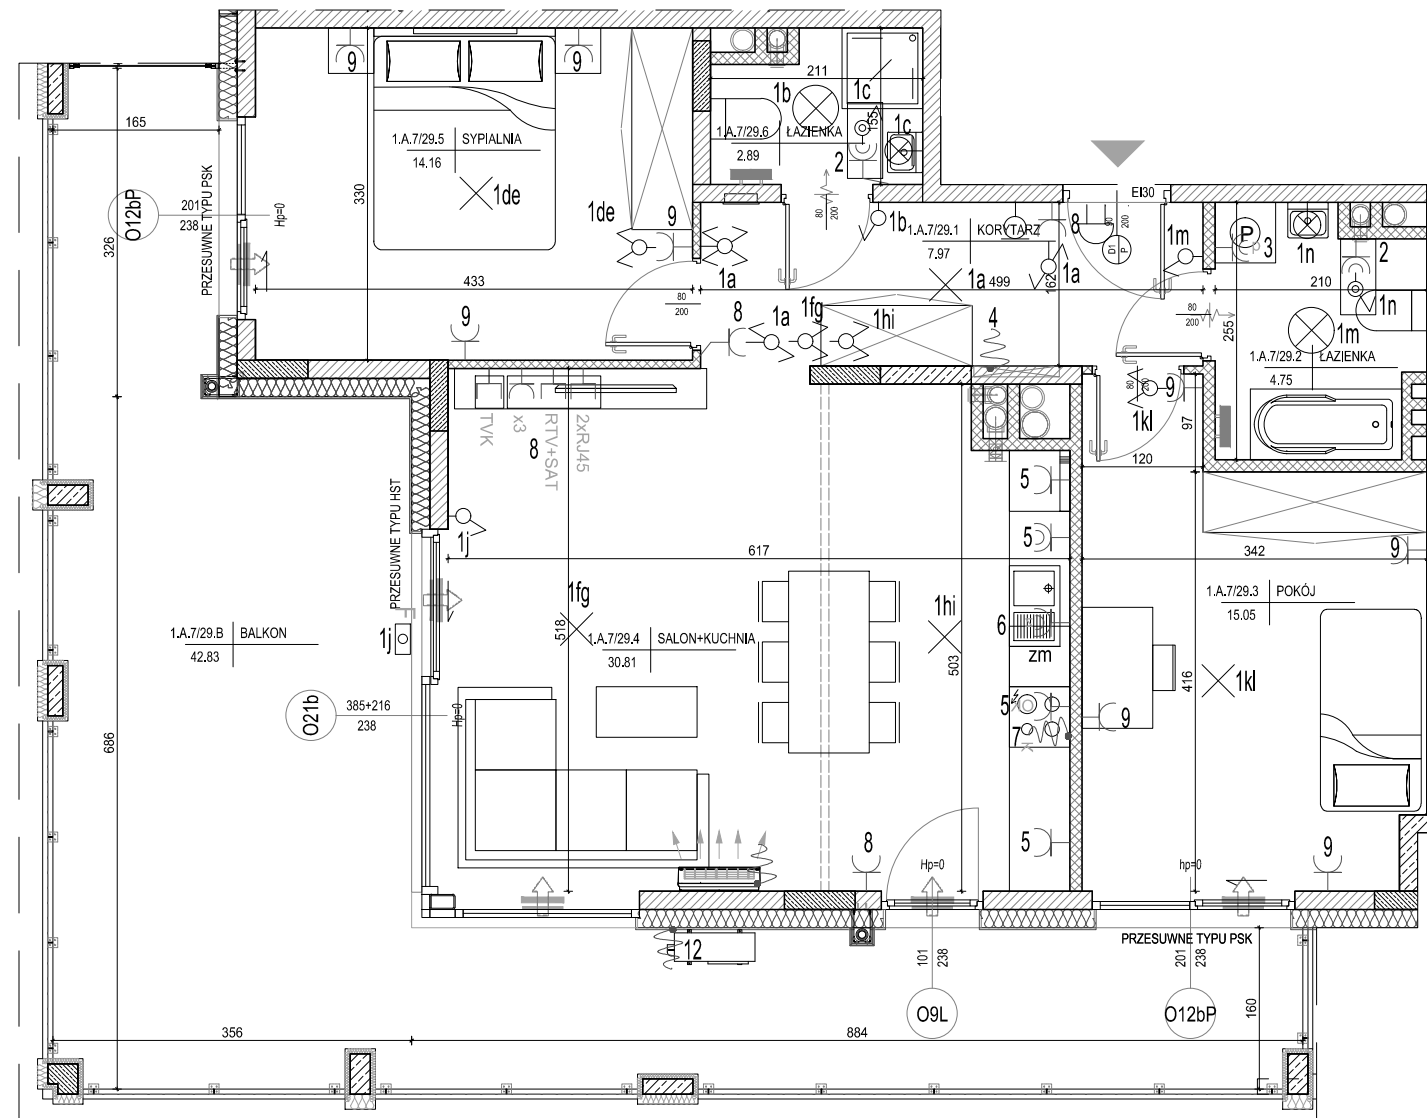 9
9
211
1b
1c
165
1.A.7/29.5 SYPIALNIA
14.16
1.A.7/29.6 ŁAZIENKA
2.89
155
1c
2
330
O12bP
201
238
Hp=0
PRZESUWNE TYPU PSK
1de
1de
9
80
200
1b
1.A.7/29.1 KORYTARZ
7.97
EI30
8
90
200
D1
P
1m
P
3
1n
2
326
1a
1a
1a
433
499
162
210
80
200
80
200
9
8
1a
1fg
1hi
4
255
1n
1m
1.A.7/29.2 ŁAZIENKA
4.75
80
200
9
1kl
97
TVK
x3
RTV+SAT
2xRJ45
8
120
5
PRZESUWNE TYPU HST
1j
5
617
342
9
1fg
1hi
1.A.7/29.3 POKÓJ
15.05
1.A.7/29.B BALKON
42.83
1j
518
1.A.7/29.4 SALON+KUCHNIA
30.81
6
zm
503
416
1kl
O21b
385+216
238
Hp=0
5
7
K
9
686
8
5
9
Hp=0
hp=0
12
PRZESUWNE TYPU PSK
101
238
201
238
160
O9L
O12bP
356
884